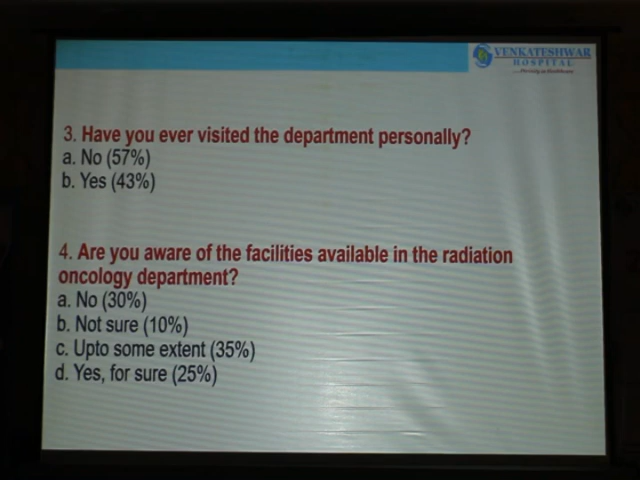 VENKATESHWAR
HOSPITAL
3. Have you ever visited the department personally?
a. No (57%)
b. Yes (43%)
4. Are you aware of the facilities available in the radiation
oncology department?
a. No (30%)
b. Not sure (10%)
c. Upto some extent (35%)
d. Yes, for sure (25%)